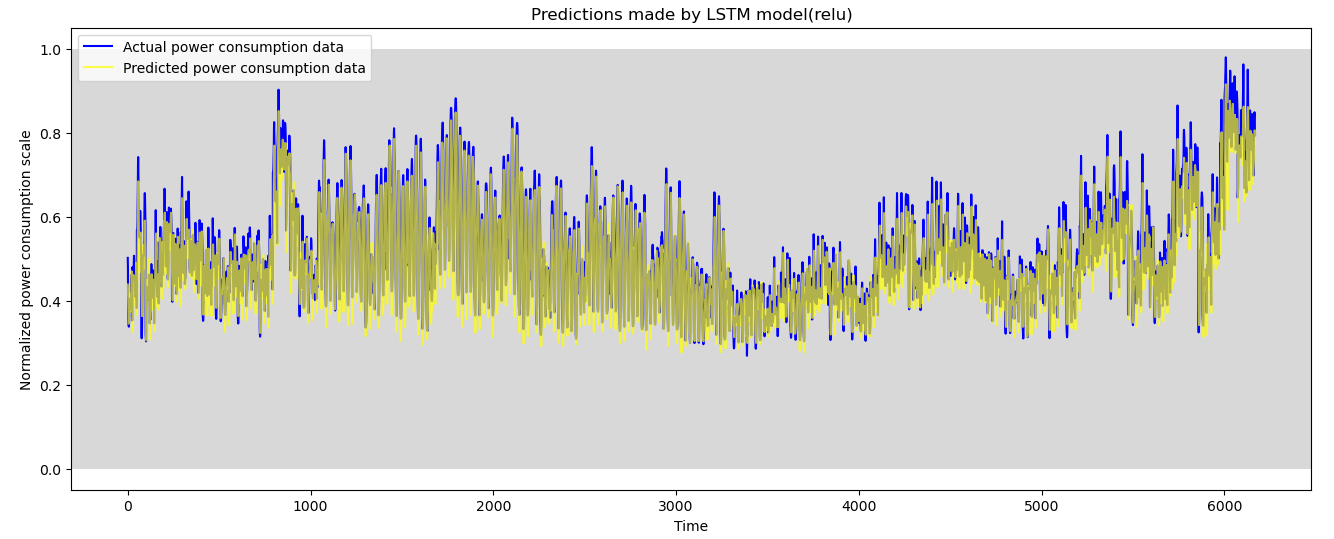 Predictions made by LSTM model(relu)
Actual power consumption data
Predicted power consumption data
Normalized power consumption scale
1.0
0.8
0.6
0.4
0.2
0.0
0 1000 2000 3000 4000 5000 6000
Time